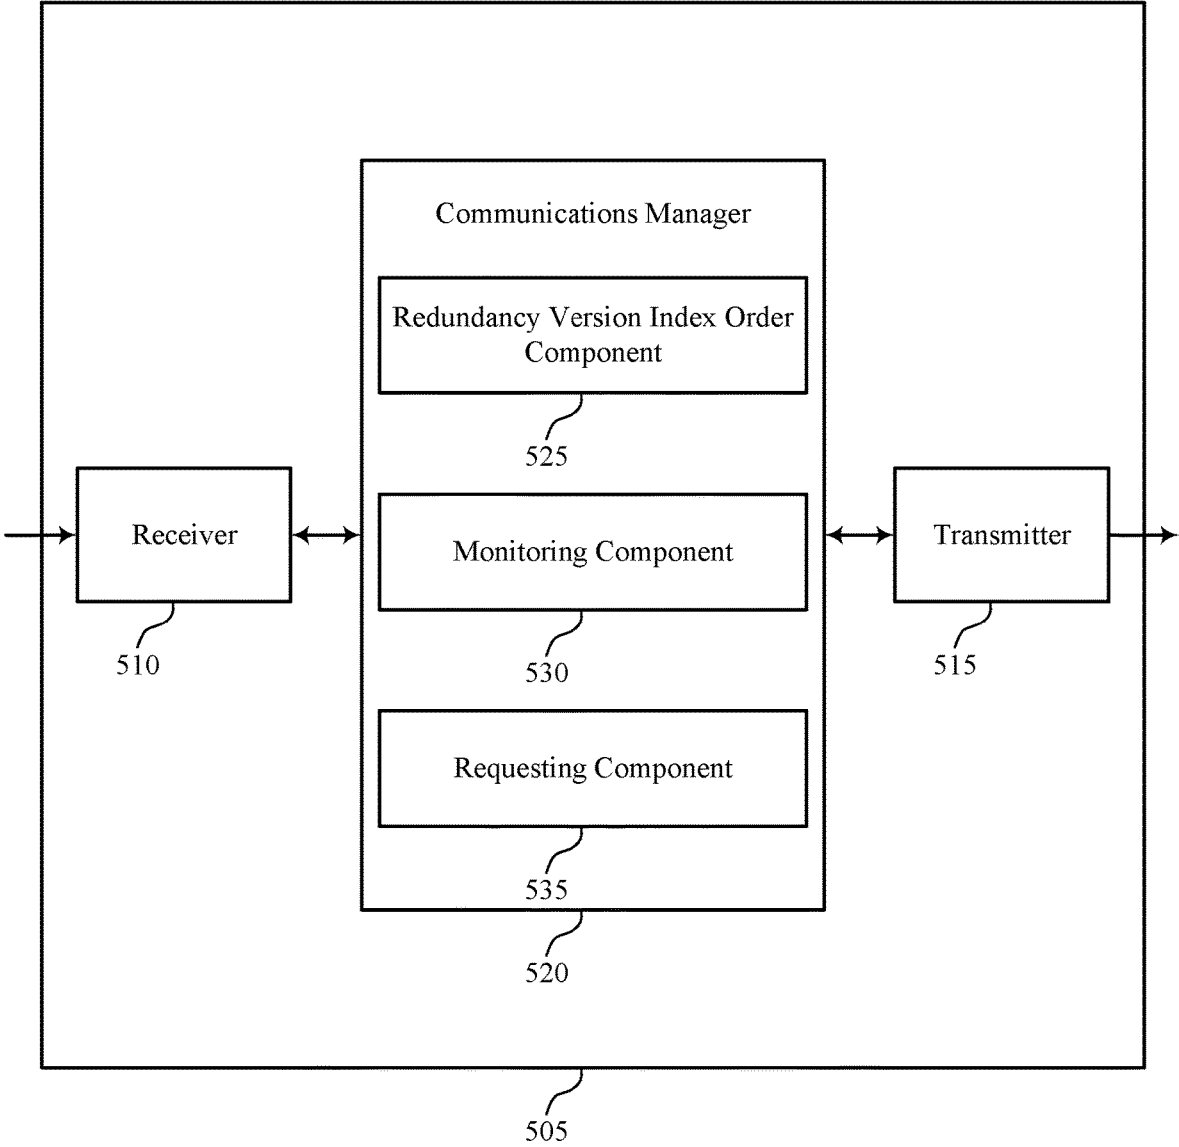 Communications Manager
Redundancy Version Index Order
Component
525
Receiver
Monitoring Component
Transmitter
510
530
515
Requesting Component
535
520
505